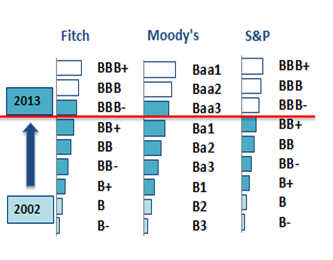 Fitch Moody's S&P
BBB+ Baa1 BBB+
BBB Baa2 BBB
2013 BBB- Baa3 BBB-
BB+ Ba1 BB+
BB Ba2 BB
BB- Ba3 BB-
B+ B1 B+
2002 B B2 B
B- B3 B-